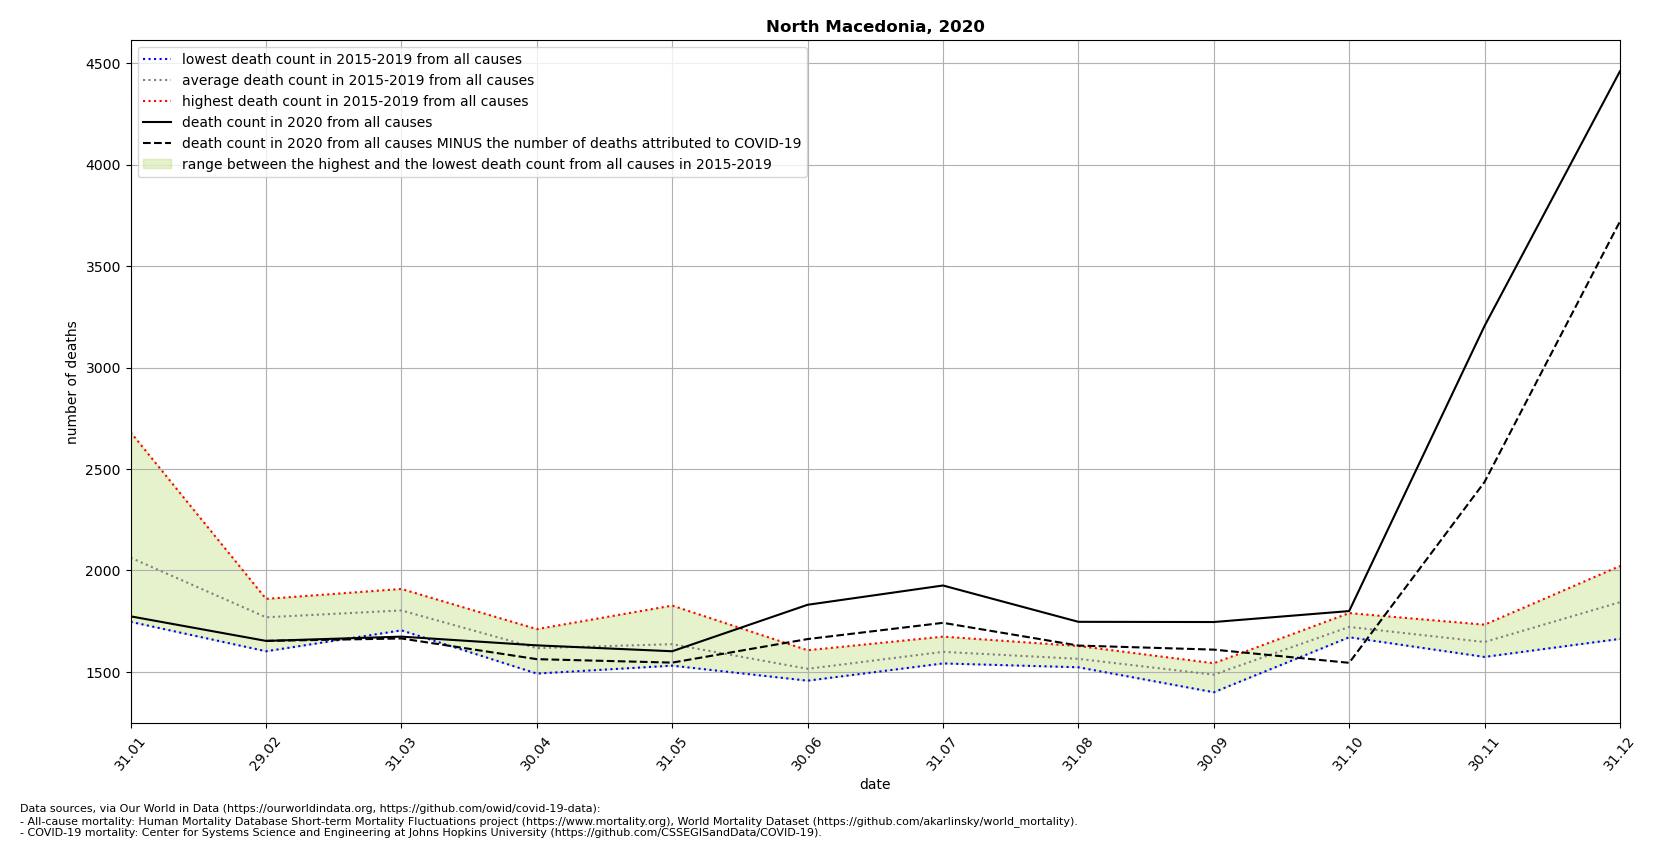 North Macedonia, 2020
lowest death count in 2015-2019 from all causes
average death count in 2015-2019 from all causes
highest death count in 2015-2019 from all causes
death count in 2020 from all causes
death count in 2020 from all causes MINUS the number of deaths attributed to COVID-19
range between the highest and the lowest death count from all causes in 2015-2019
4500
4000
3500
3000
2500
2000
1500
number of deaths
31.01
29.02
31.03
30.04
31.05
30.06
31.07
31.08
30.09
31.10
30.11
31.12
date
Data sources, via Our World in Data (https://ourworldindata.org, https://github.com/owid/covid-19-data):
- All-cause mortality: Human Mortality Database Short-term Mortality Fluctuations project (https://www.mortality.org), World Mortality Dataset (https://github.com/akarlinsky/world_mortality).
- COVID-19 mortality: Center for Systems Science and Engineering at Johns Hopkins University (https://github.com/CSSEGISandData/COVID-19).